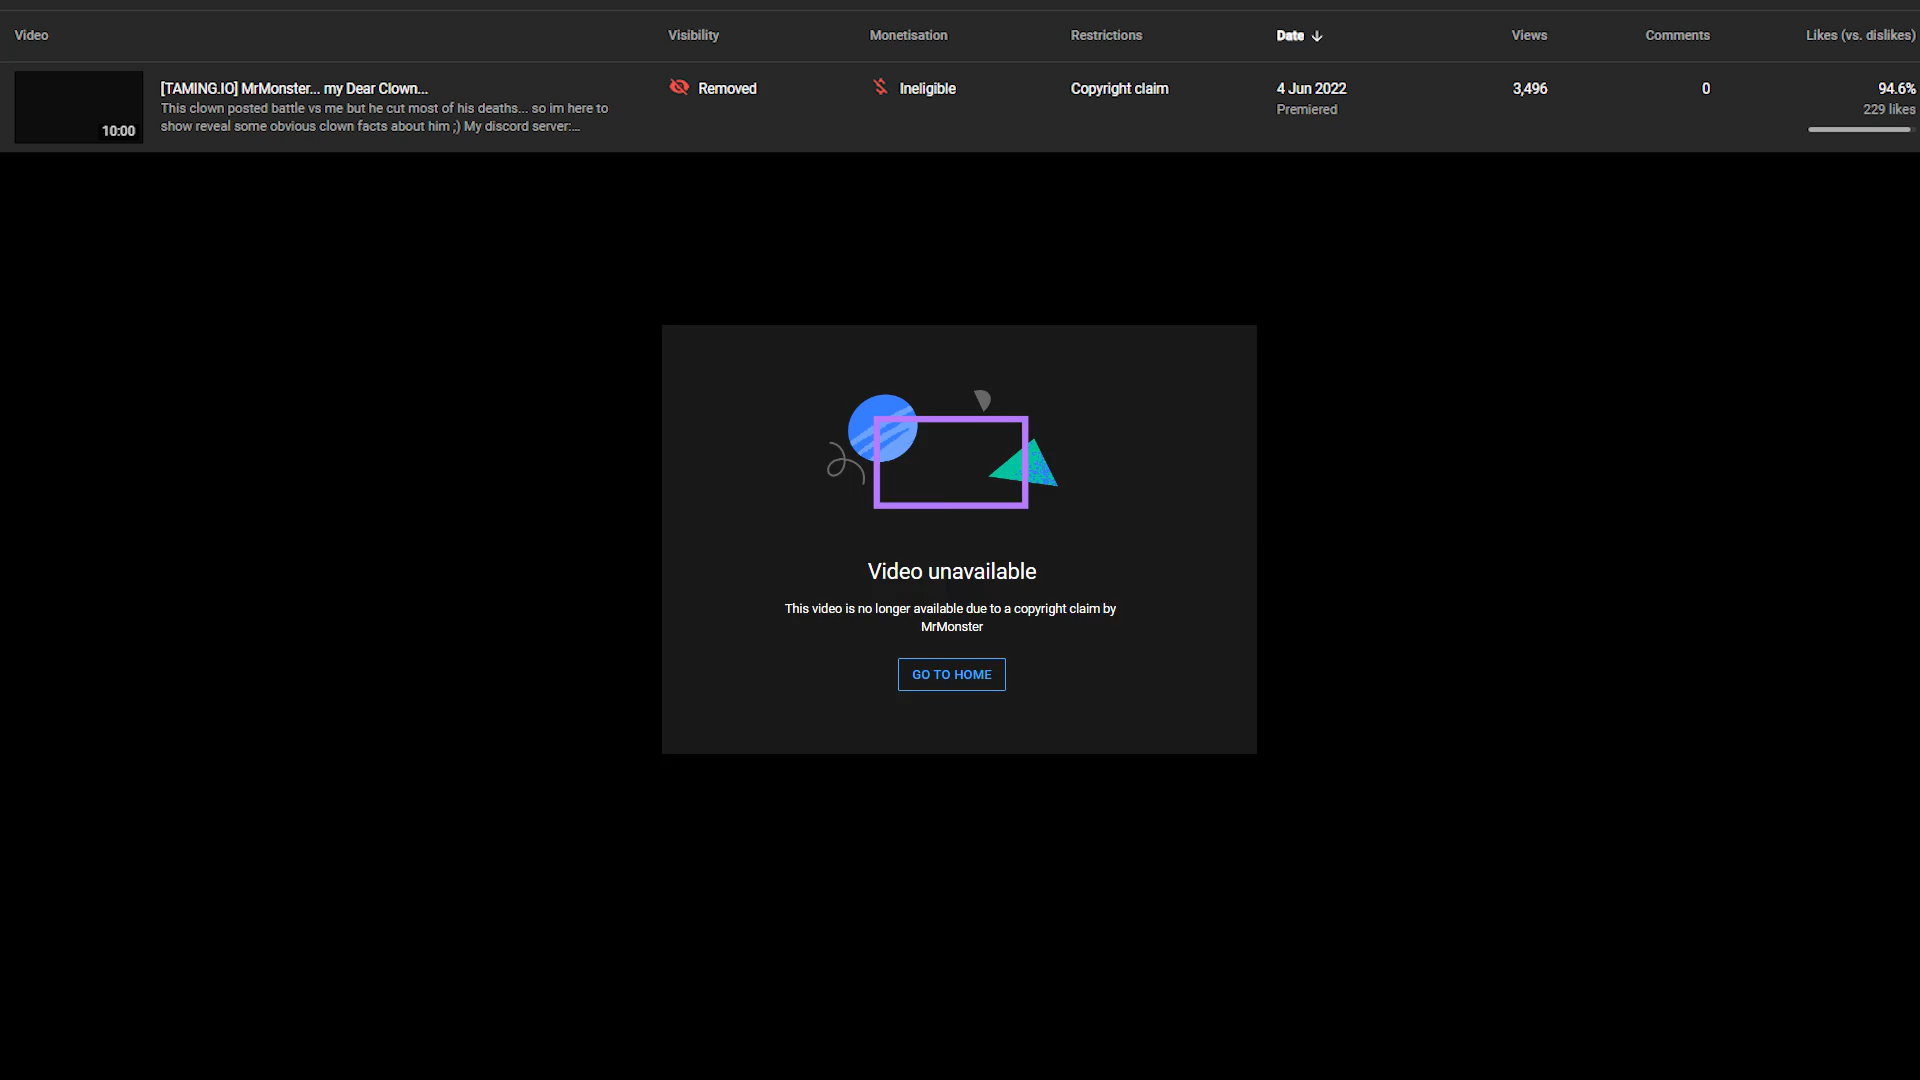 Video Visibility Monetisation Restrictions Date Views Comments Likes (vs. dislikes)
[TAMING.IO] MrMonster... my Dear Clown... Removed Ineligible Copyright claim 4 Jun 2022 3,496 0 94.6%
This clown posted battle vs me but he cut most of his deaths... so im here to Premiered 229 likes
show reveal some obvious clown facts about him ;) My discord server:...
10:00
Video unavailable
This video is no longer available due to a copyright claim by
MrMonster
GO TO HOME